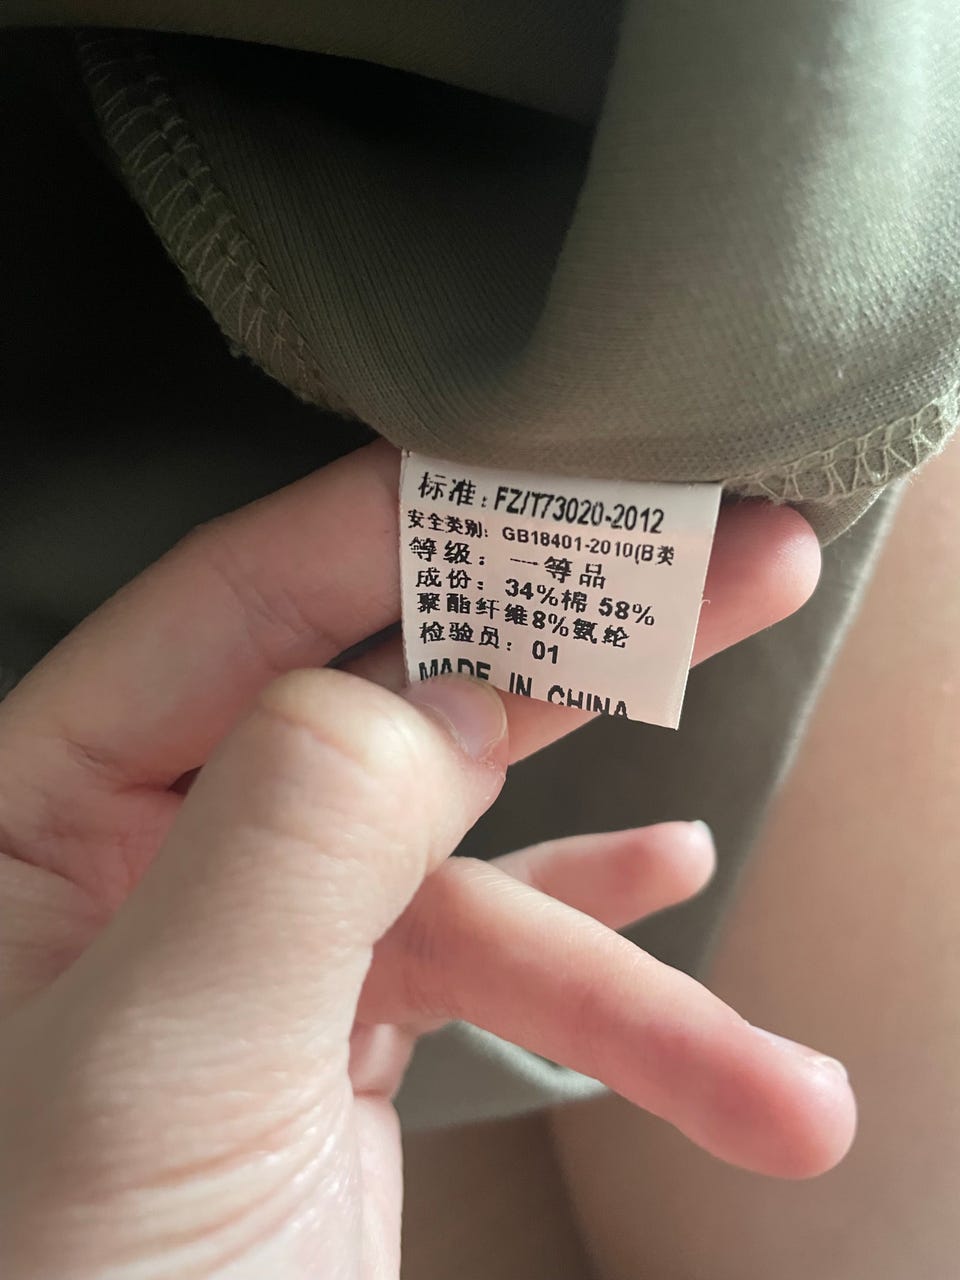 标准：FZ/T73020-2012
安全类别：GB18401-2010(B类
等级：一等品
成份：34%棉 58%
聚酯纤维8%氨纶
检验员：01
MADE IN CHINA